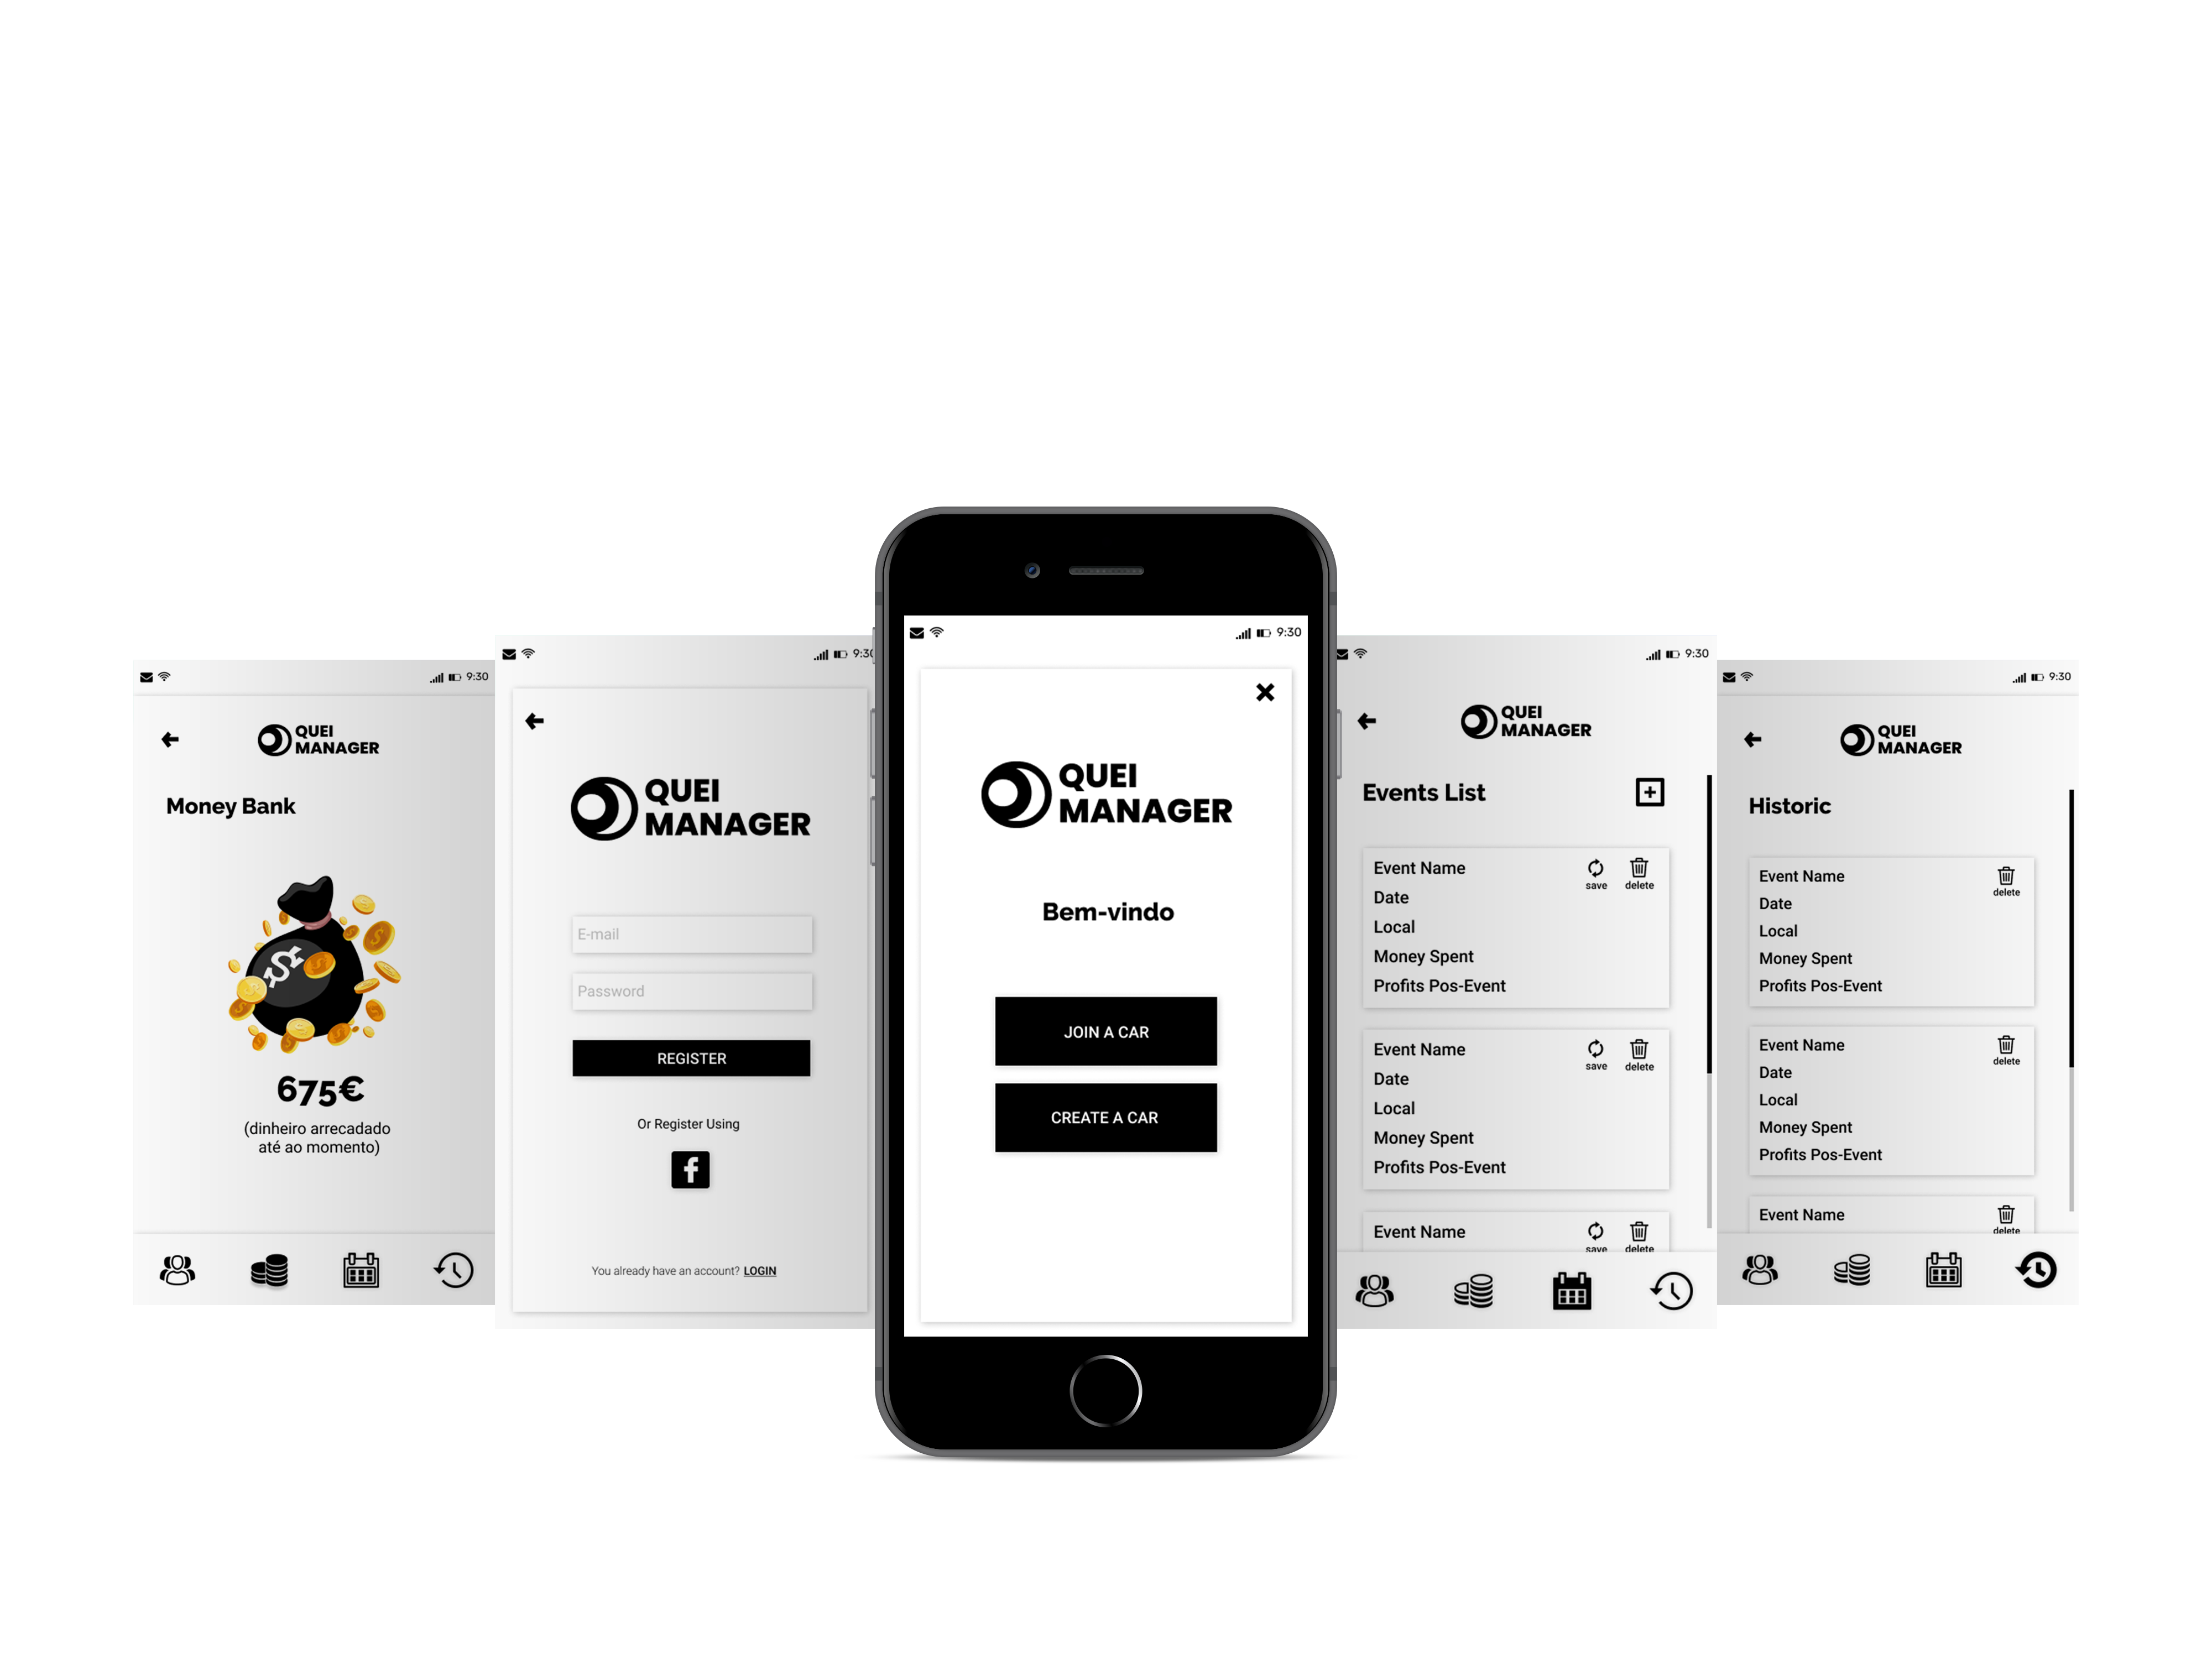 9:30
QUEI
MANAGER
Money Bank
$
675€
(dinheiro arrecadado
até ao momento)
9:30
QUEI
MANAGER
E-mail
Password
REGISTER
Or Register Using
f
You already have an account? LOGIN
9:30
QUEI
MANAGER
Bem-vindo
JOIN A CAR
CREATE A CAR
9:30
QUEI
MANAGER
Events List
Event Name
save delete
Date
Local
Money Spent
Profits Pos-Event
Event Name
save delete
Date
Local
Money Spent
Profits Pos-Event
Event Name
save delete
9:30
QUEI
MANAGER
Historic
Event Name
delete
Date
Local
Money Spent
Profits Pos-Event
Event Name
delete
Date
Local
Money Spent
Profits Pos-Event
Event Name
delete